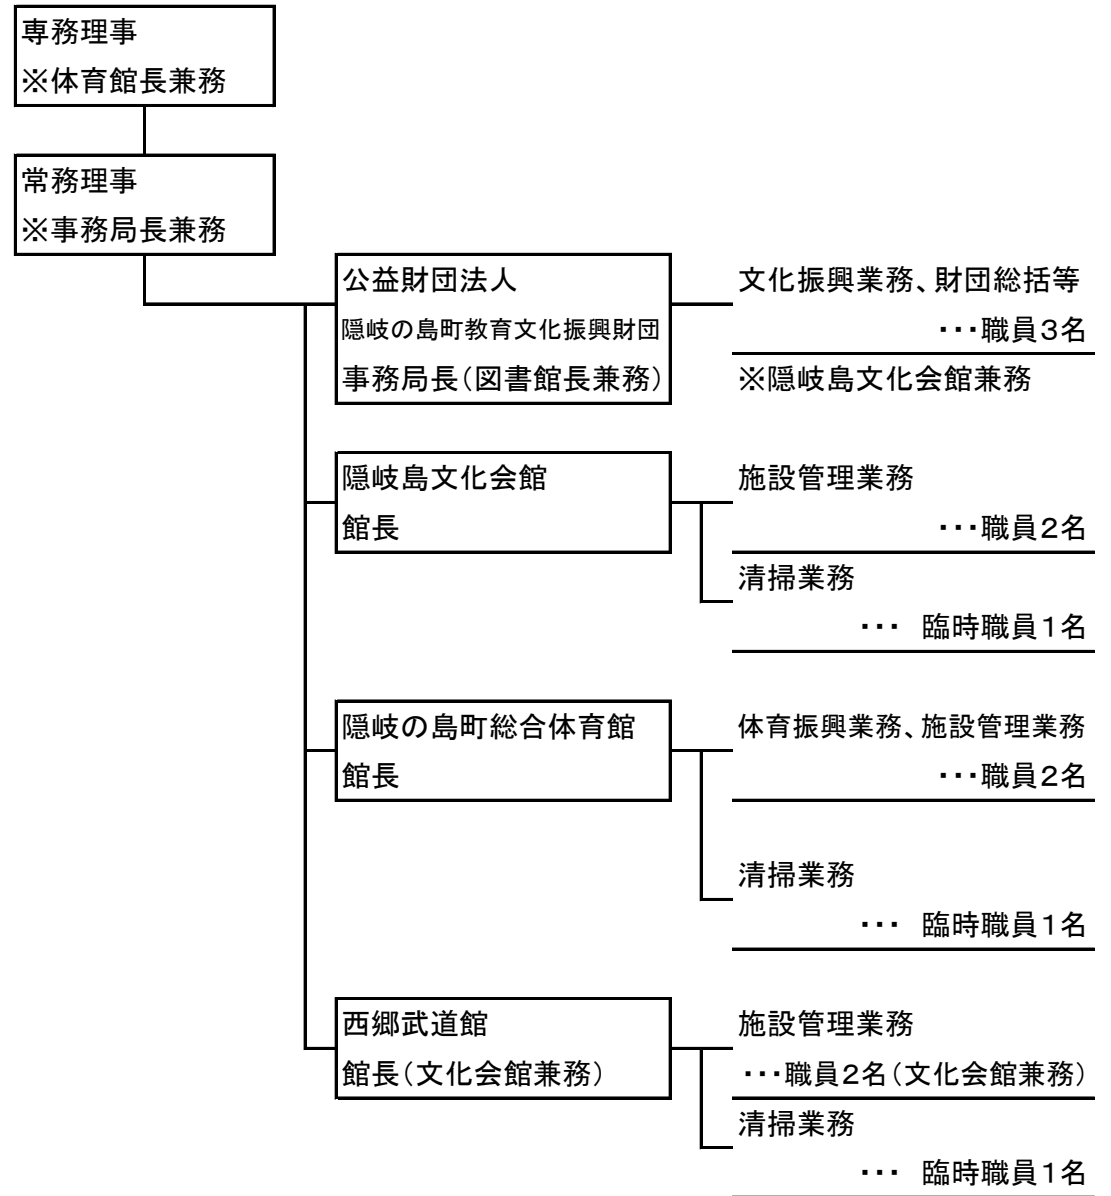 専務理事
※体育館長兼務
常務理事
※事務局長兼務
公益財団法人
隠岐の島町教育文化振興財団
事務局長(図書館長兼務)
文化振興業務、財団総括等
･･･職員3名
※隠岐島文化会館兼務
隠岐島文化会館
館長
施設管理業務
･･･職員2名
清掃業務
･･･ 臨時職員1名
隠岐の島町総合体育館
館長
体育振興業務、施設管理業務
･･･職員2名
清掃業務
･･･ 臨時職員1名
西郷武道館
館長(文化会館兼務)
施設管理業務
･･･職員2名(文化会館兼務)
清掃業務
･･･ 臨時職員1名